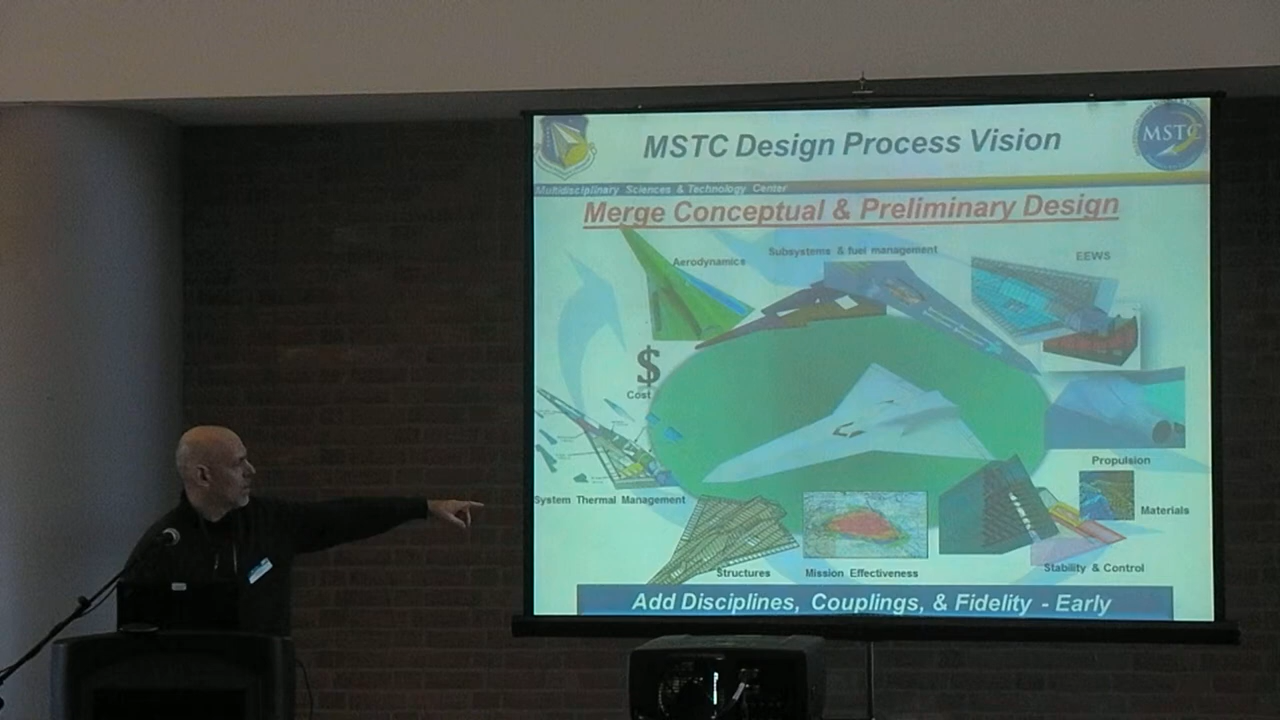 MSTC Design Process Vision
MSTC
Multidisciplinary Sciences & Technology Center
Merge Conceptual & Preliminary Design
Aerodynamics
Subsystems & fuel management
EEWS
$
Cost
Propulsion
System Thermal Management
Materials
Structures
Mission Effectiveness
Stability & Control
Add Disciplines, Couplings, & Fidelity - Early